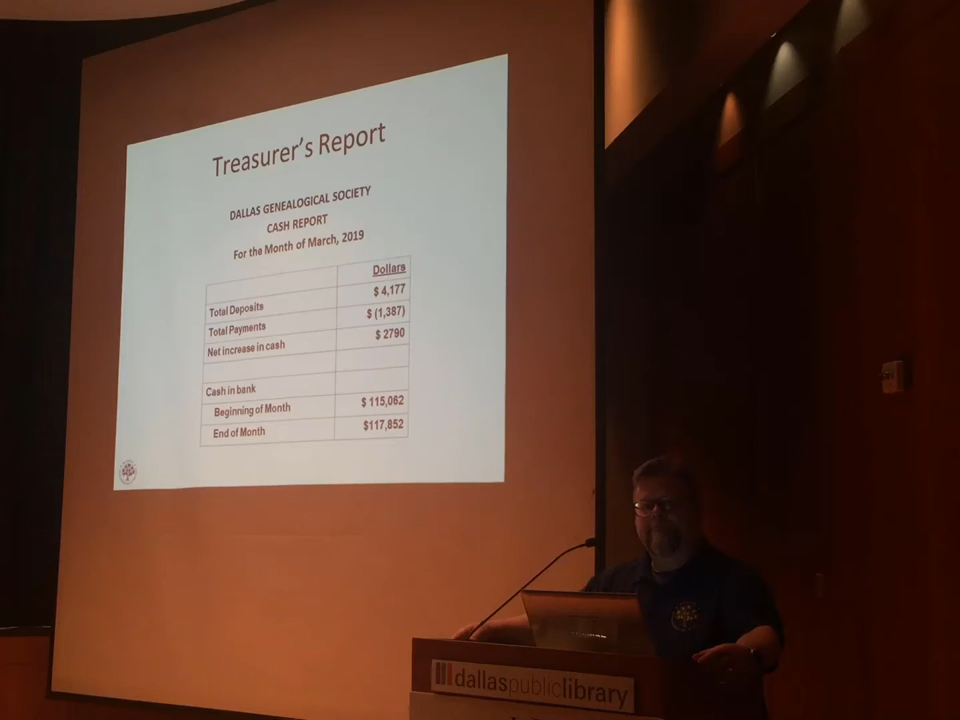 Treasurer's Report
DALLAS GENEALOGICAL SOCIETY
CASH REPORT
For the Month of March, 2019
Dollars
Total Deposits $ 4,177
Total Payments $ (1,387)
Net increase in cash $ 2790
Cash in bank
Beginning of Month $ 115,062
End of Month $117,852
dallaspubliclibrary